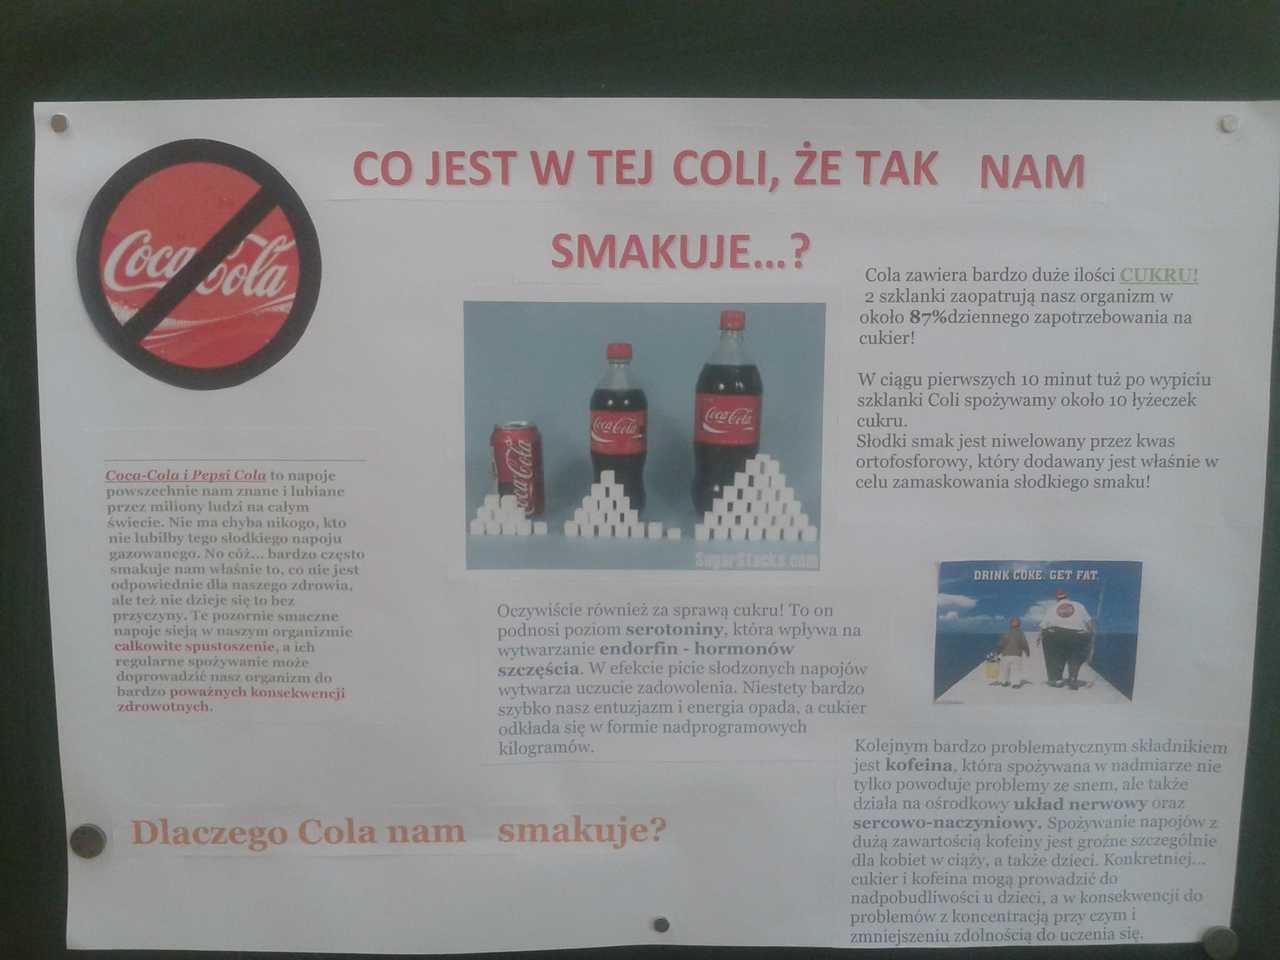 CO JEST W TEJ COLI, ŻE TAK NAM
SMAKUJE...?
Coca-Cola
Coca-Cola i Pepsi Cola to napoje
powszechnie nam znane i lubiane
przez miliony ludzi na całym
świecie. Nie ma chyba nikogo, kto
nie lubiłby tego słodkiego napoju
gazowanego. No cóż... bardzo często
smakuje nam właśnie to, co nie jest
odpowiednie dla naszego zdrowia,
ale też nie dzieje się to bez
przyczyny. Te pozornie smaczne
napoje sieją w naszym organizmie
całkowite spustoszenie, a ich
regularne spożywanie może
doprowadzić nasz organizm do
bardzo poważnych konsekwencji
zdrowotnych.
Coca-Cola
Coca-Cola
Coca-Cola
SugarStacks.com
Oczywiście również za sprawą cukru! To on
podnosi poziom serotoniny, która wpływa na
wytwarzanie endorfin - hormonów
szczęścia. W efekcie picie słodzonych napojów
wytwarza uczucie zadowolenia. Niestety bardzo
szybko nasz entuzjazm i energia opada, a cukier
odkłada się w formie nadprogramowych
kilogramów.
Dlaczego Cola nam smakuje?
Cola zawiera bardzo duże ilości CUKRU!
2 szklanki zaopatrują nasz organizm w
około 87%dziennego zapotrzebowania na
cukier!
W ciągu pierwszych 10 minut tuż po wypiciu
szklanki Coli spożywamy około 10 łyżeczek
cukru.
Słodki smak jest niwelowany przez kwas
ortofosforowy, który dodawany jest właśnie w
celu zamaskowania słodkiego smaku!
DRINK COKE. GET FAT.
Kolejnym bardzo problematycznym składnikiem
jest kofeina, która spożywana w nadmiarze nie
tylko powoduje problemy ze snem, ale także
działa na ośrodkowy układ nerwowy oraz
sercowo-naczyniowy. Spożywanie napojów z
dużą zawartością kofeiny jest groźne szczególnie
dla kobiet w ciąży, a także dzieci. Konkretniej...
cukier i kofeina mogą prowadzić do
nadpobudliwości u dzieci, a w konsekwencji do
problemów z koncentracją przy czym i
zmniejszeniu zdolnością do uczenia się.